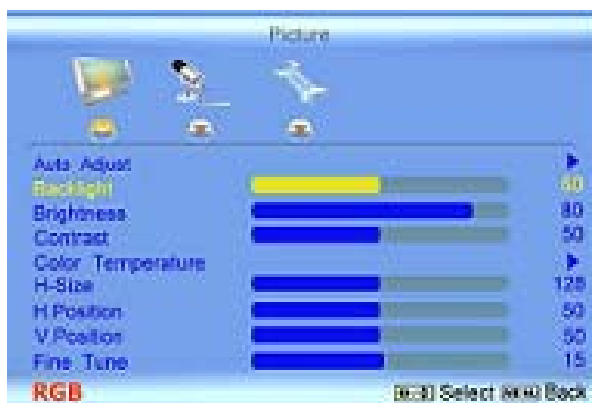 Picture
Auto Adjust
Backlight
Brightness 80
Contrast 50
Color Temperature
H-Size 128
H.Position 50
V.Position 50
Fine Tune 15
RGB Select Back